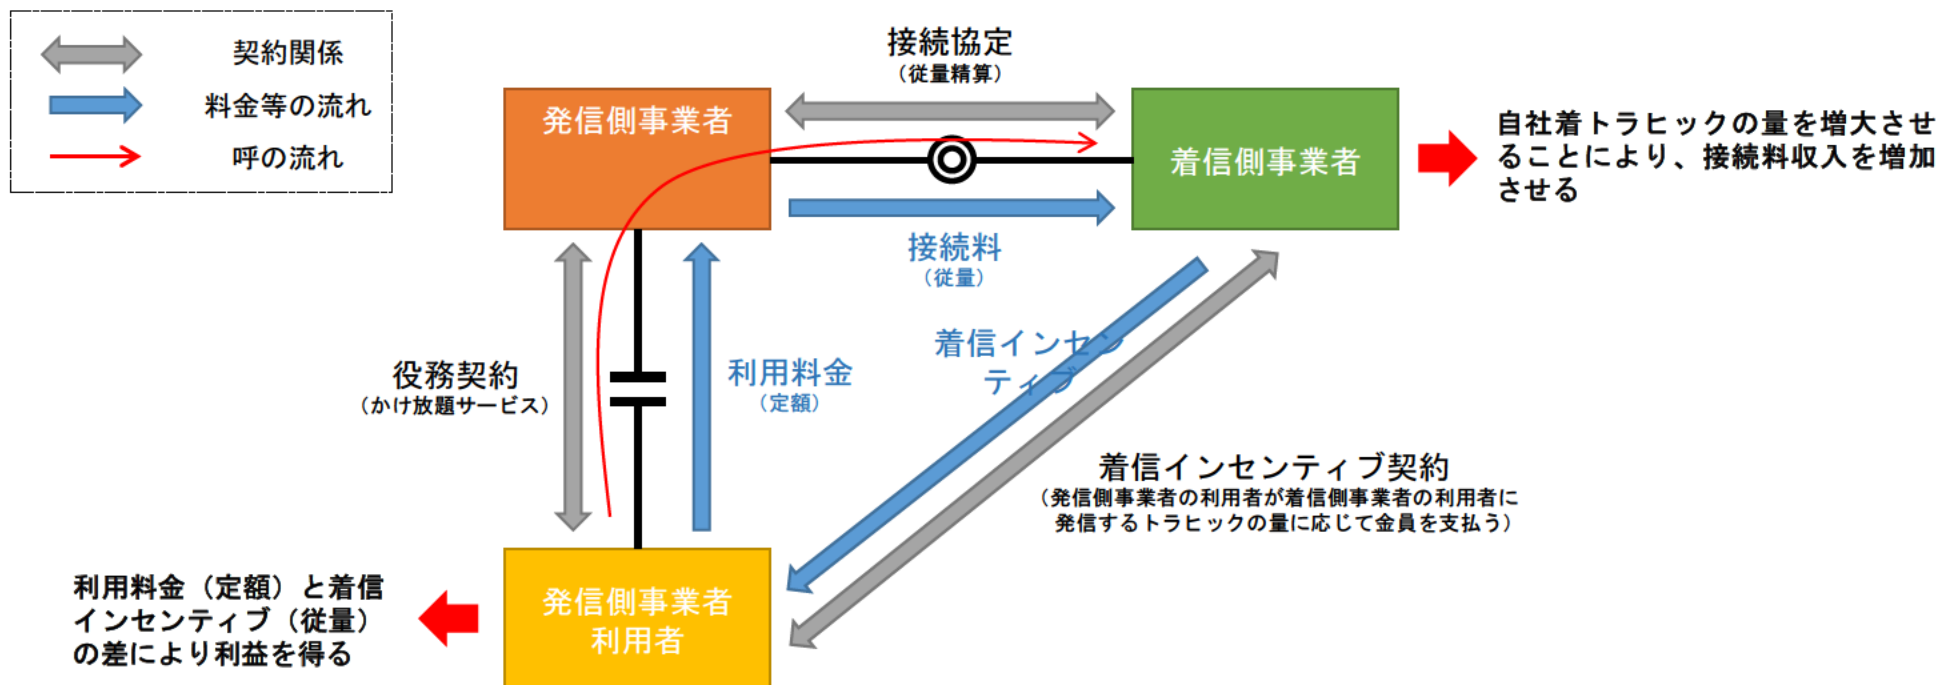 契約関係
料金等の流れ
呼の流れ
接続協定
（従量精算）
発信側事業者
着信側事業者
自社着トラヒックの量を増大させ
ることにより、接続料収入を増加
させる
接続料
（従量）
着信インセン
ティブ
役務契約
（かけ放題サービス）
利用料金
（定額）
着信インセンティブ契約
（発信側事業者の利用者が着信側事業者の利用者に
発信するトラヒックの量に応じて金員を支払う）
利用料金（定額）と着信
インセンティブ（従量）
の差により利益を得る
発信側事業者
利用者